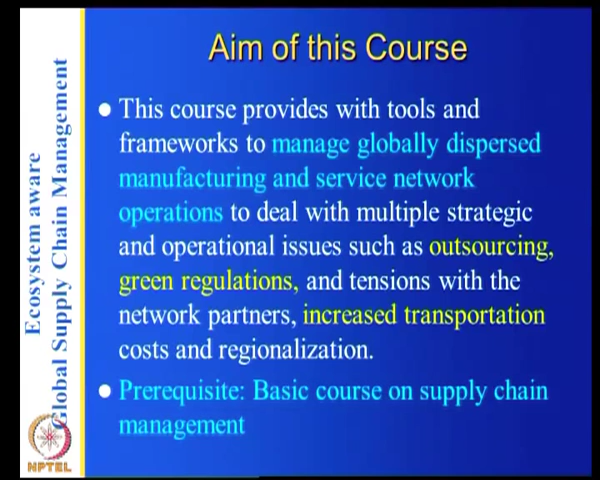 Aim of this Course
This course provides with tools and
frameworks to manage globally dispersed
manufacturing and service network
operations to deal with multiple strategic
and operational issues such as outsourcing,
green regulations, and tensions with the
network partners, increased transportation
costs and regionalization.
Prerequisite: Basic course on supply chain
management
Ecosystem aware
Global Supply Chain Management
NPTEL